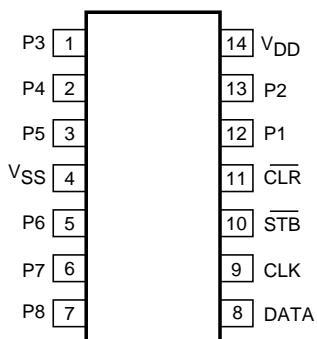 P3 1 14 VDD
P4 2 13 P2
P5 3 12 P1
VSS 4 11 CLR
P6 5 10 STB
P7 6 9 CLK
P8 7 8 DATA